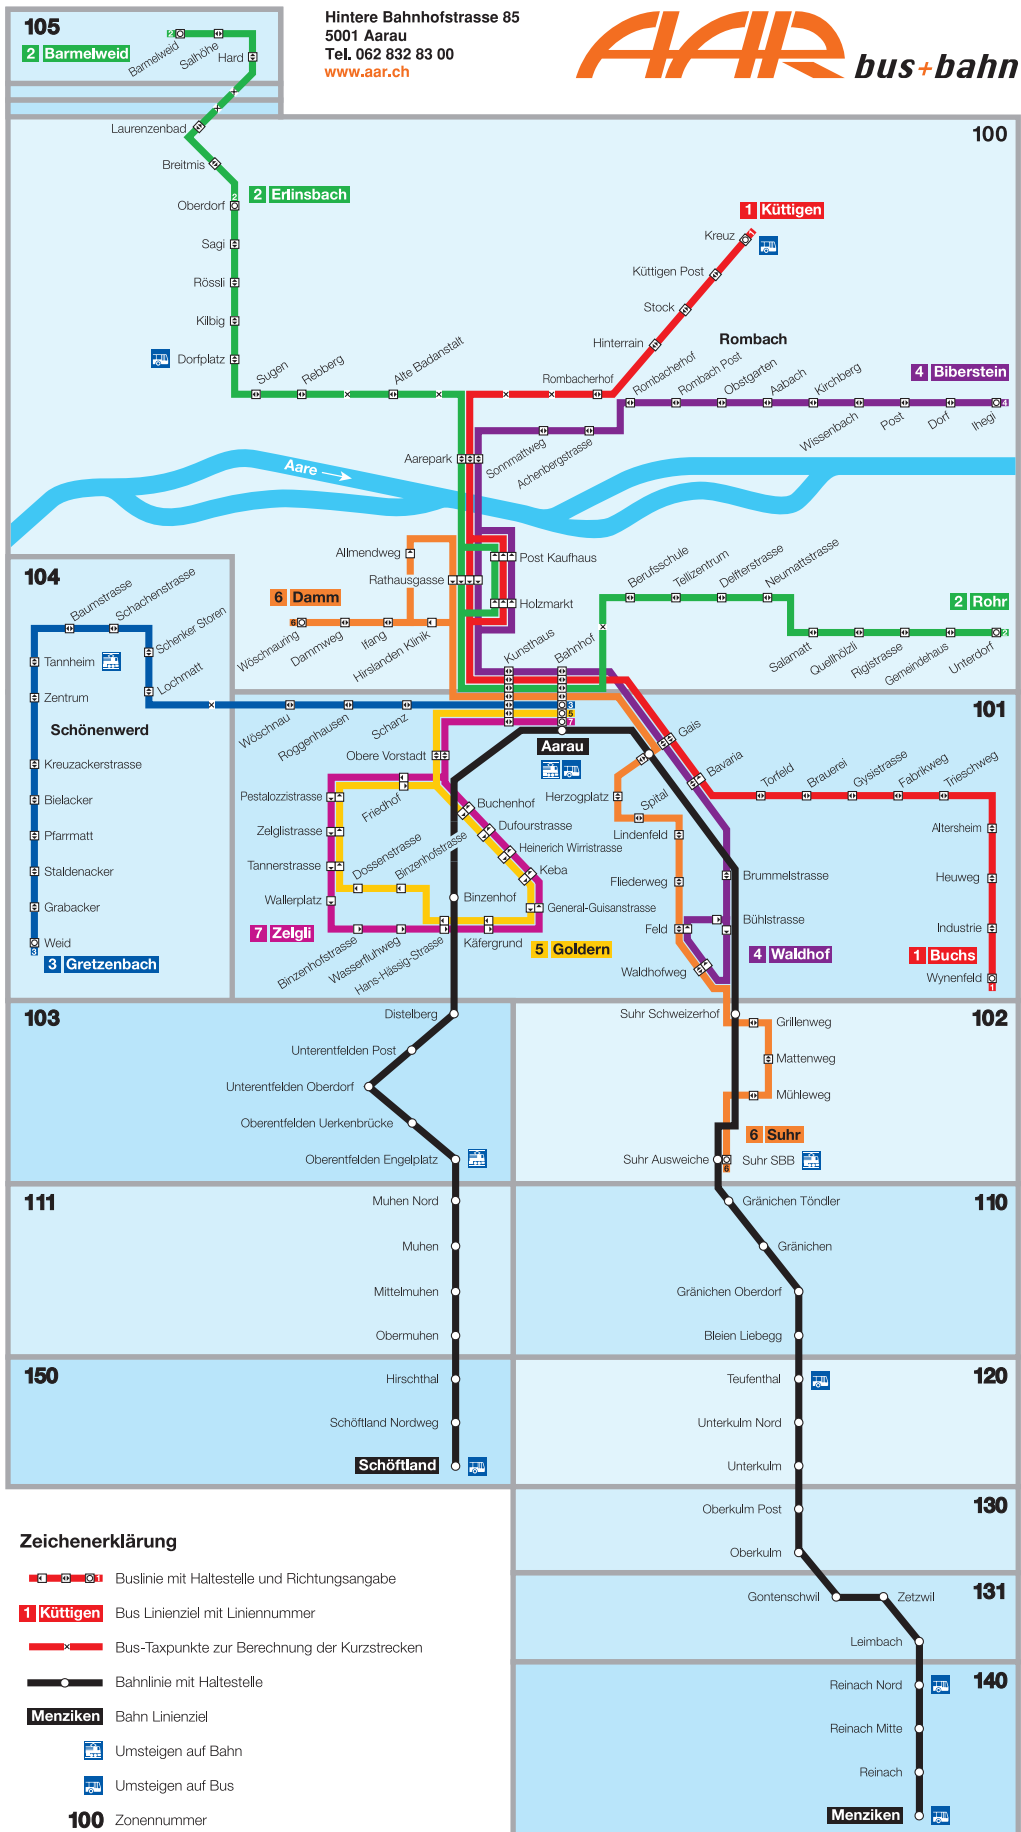 105
2 Barmelweid
Barmelweid
Salhöhe
Hard
Hintere Bahnhofstrasse 85
5001 Aarau
Tel. 062 832 83 00
www.aar.ch
AAR bus+bahn
100
Laurenzenbad
Breitmis
2 Erlinsbach
Oberdorf
Sagi
Rössli
Kilbig
Dorfplatz
Sugen
Rebberg
Alte Badanstalt
1 Küttigen
Kreuz
Küttigen Post
Stock
Hinterrain
Rombacherhof
Rombach
4 Biberstein
Rombacherhof
Rombach Post
Obstgarten
Aabach
Kirchberg
Wissenbach
Post
Dorf
Ihegi
Sonnmattweg
Achenbergstrasse
Aarepark
Aare
Allmendweg
Rathausgasse
Post Kaufhaus
Holzmarkt
6 Damm
Wöschnauring
Dammweg
Ifang
Hirslanden Klinik
Kunsthaus
Bahnhof
Berufsschule
Tellizentrum
Delfterstrasse
Neumattstrasse
2 Rohr
Salamatt
Quellhölzli
Rigistrasse
Gemeindehaus
Unterdorf
104
Baumstrasse
Schachenstrasse
Schenker Storen
Lochmatt
Tannheim
Zentrum
Schönenwerd
Kreuzackerstrasse
Bielacker
Pfarrmatt
Staldenacker
Grabacker
Weid
3 Gretzenbach
Wöschnau
Roggenhausen
Schanz
101
Aarau
Obere Vorstadt
Pestalozzistrasse
Friedhof
Zelglistrasse
Tannerstrasse
Wallerplatz
Dossenstrasse
Binzenhofstrasse
Buchenhof
Dufourstrasse
Heinerich Wirristrasse
Keba
General-Guisanstrasse
Binzenhof
7 Zelgli
Binzenhofstrasse
Wasserfluhweg
Hans-Hässig-Strasse
Käfergrund
5 Goldern
Gais
Bavaria
Herzogplatz
Spital
Lindenfeld
Fliederweg
Feld
Waldhofweg
Brummelstrasse
Bühlstrasse
4 Waldhof
Torfeld
Brauerei
Gysistrasse
Fabrikweg
Trieschweg
Altersheim
Heuweg
Industrie
1 Buchs
Wynenfeld
103
Distelberg
Unterentfelden Post
Unterentfelden Oberdorf
Oberentfelden Uerkenbrücke
Oberentfelden Engelplatz
102
Suhr Schweizerhof
Grillenweg
Mattenweg
Mühleweg
6 Suhr
Suhr Ausweiche
Suhr SBB
111
Muhen Nord
Muhen
Mittelmuhen
Obermuhen
110
Gränichen Töndler
Gränichen
Gränichen Oberdorf
Bleien Liebegg
150
Hirschthal
Schöftland Nordweg
Schöftland
120
Teufenthal
Unterkulm Nord
Unterkulm
130
Oberkulm Post
Oberkulm
131
Gontenschwil
Zetzwil
Leimbach
140
Reinach Nord
Reinach Mitte
Reinach
Menziken
Zeichenerklärung
Buslinie mit Haltestelle und Richtungsangabe
1 Küttigen Bus Linienziel mit Liniennummer
Bus-Taxpunkte zur Berechnung der Kurzstrecken
Bahnlinie mit Haltestelle
Menziken Bahn Linienziel
Umsteigen auf Bahn
Umsteigen auf Bus
100 Zonennummer